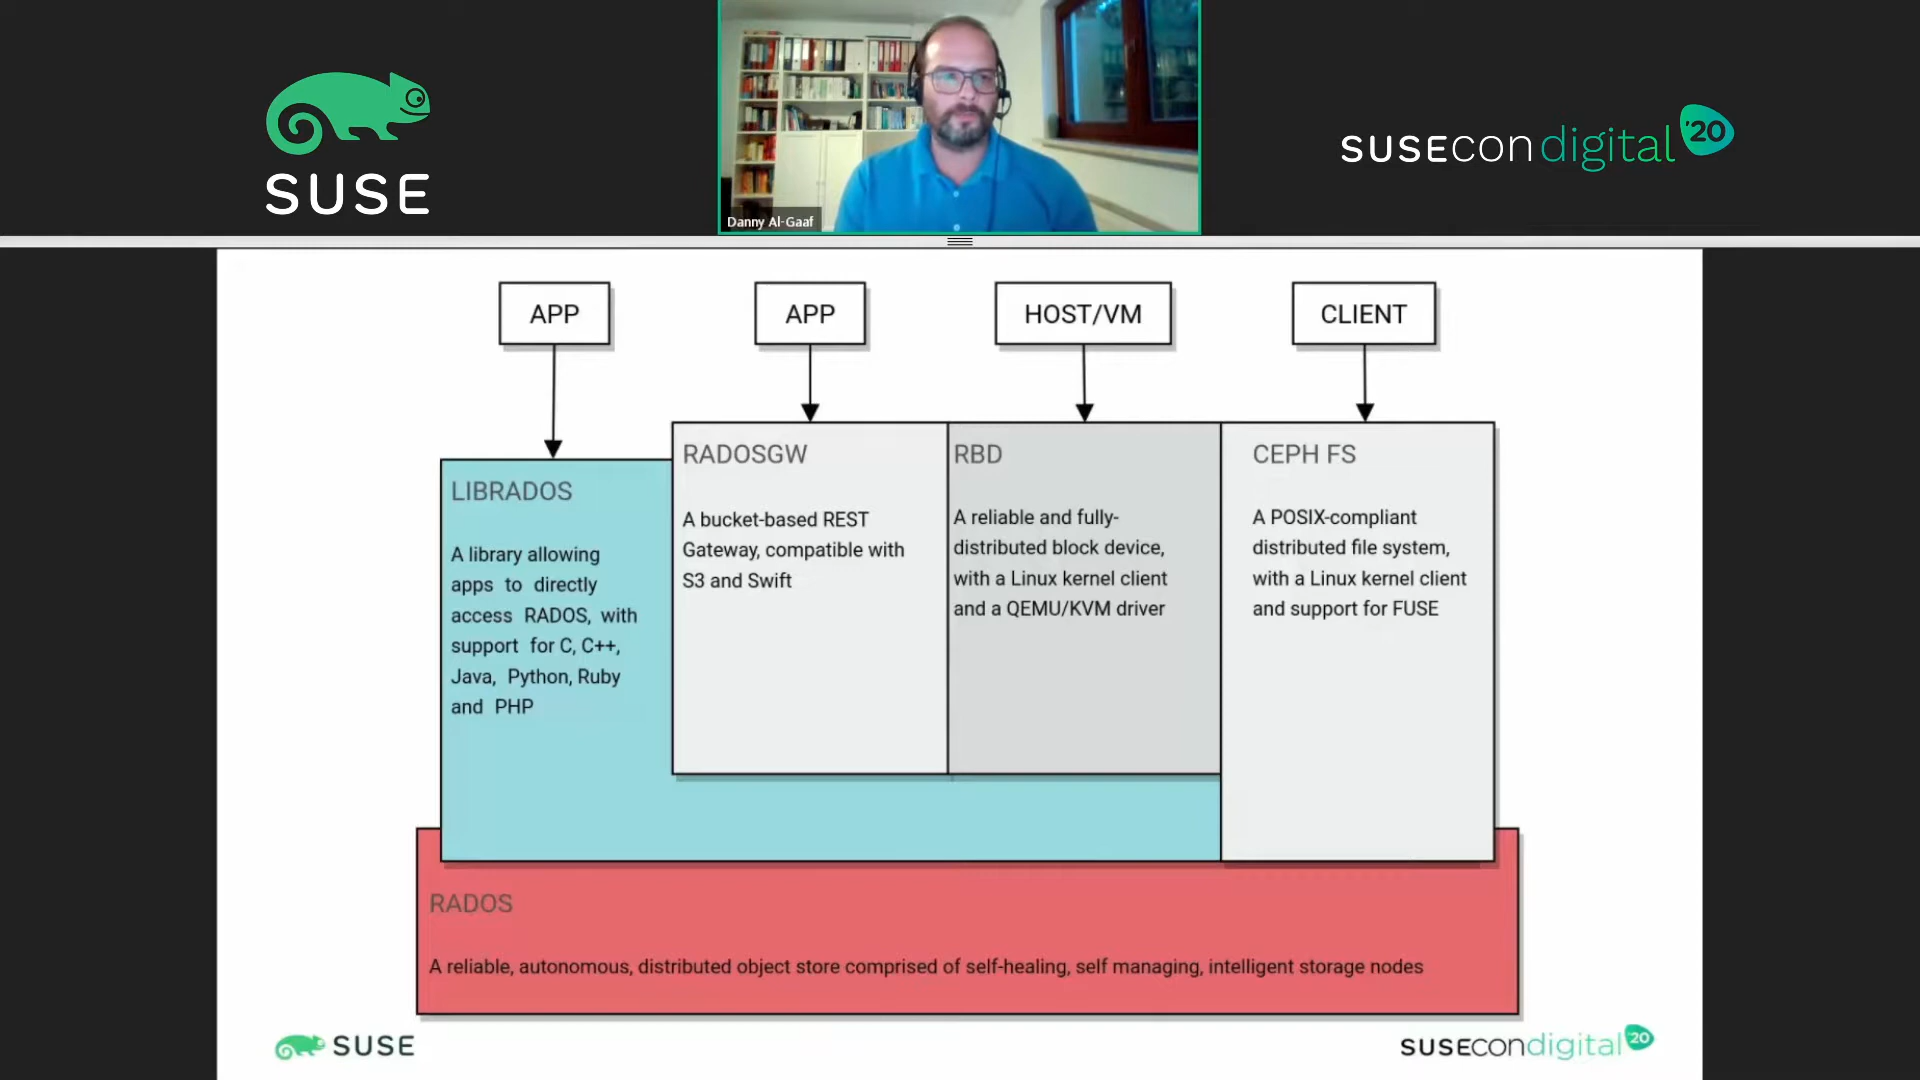 SUSE
Danny Al-Gaaf
SUSEcon digital '20
APP
APP
HOST/VM
CLIENT
LIBRADOS
A library allowing
apps to directly
access RADOS, with
support for C, C++,
Java, Python, Ruby
and PHP
RADOSGW
A bucket-based REST
Gateway, compatible with
S3 and Swift
RBD
A reliable and fully-
distributed block device,
with a Linux kernel client
and a QEMU/KVM driver
CEPH FS
A POSIX-compliant
distributed file system,
with a Linux kernel client
and support for FUSE
RADOS
A reliable, autonomous, distributed object store comprised of self-healing, self managing, intelligent storage nodes
SUSE
SUSEcondigital '20